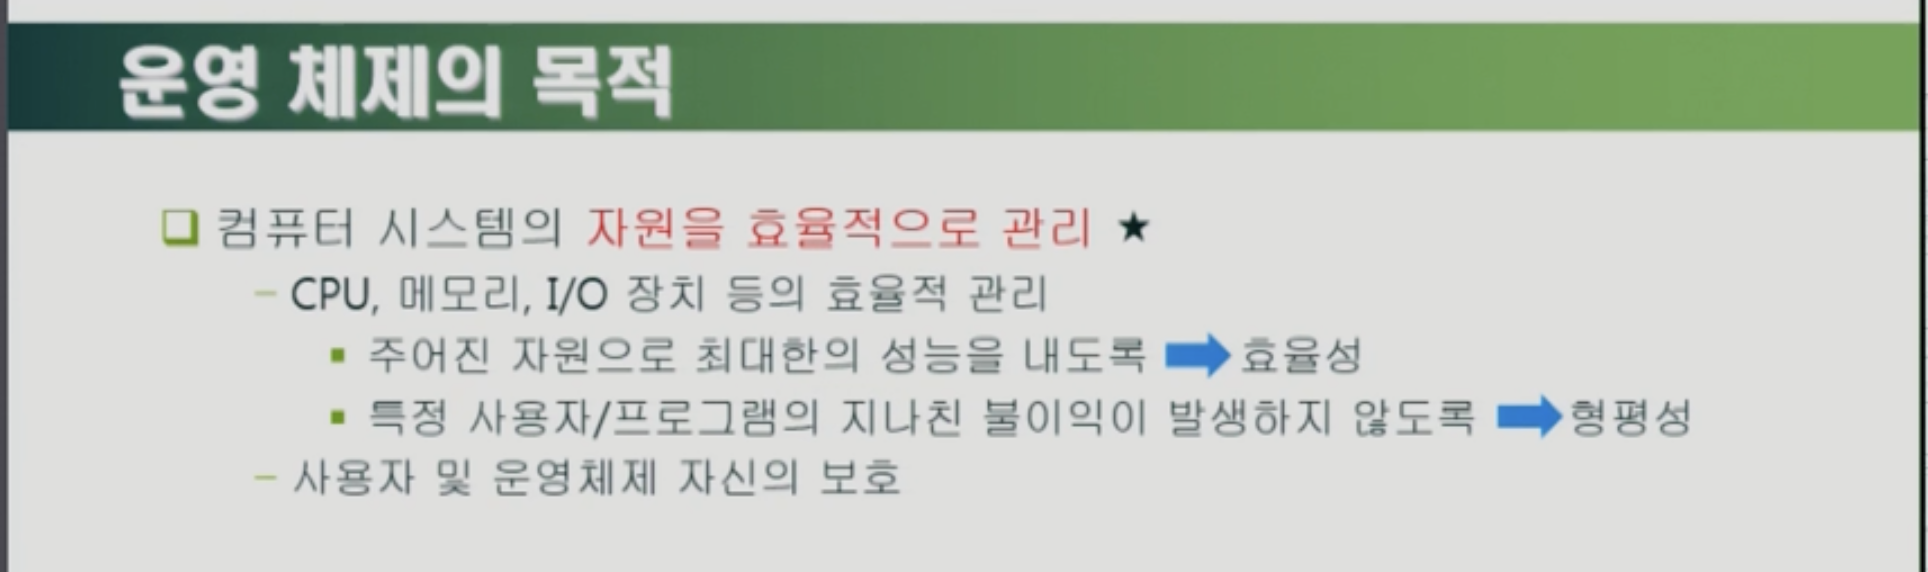 운영 체제의 목적
❏ 컴퓨터 시스템의 자원을 효율적으로 관리 ★
– CPU, 메모리, I/O 장치 등의 효율적 관리
▪ 주어진 자원으로 최대한의 성능을 내도록 ➡ 효율성
▪ 특정 사용자/프로그램의 지나친 불이익이 발생하지 않도록 ➡ 형평성
– 사용자 및 운영체제 자신의 보호